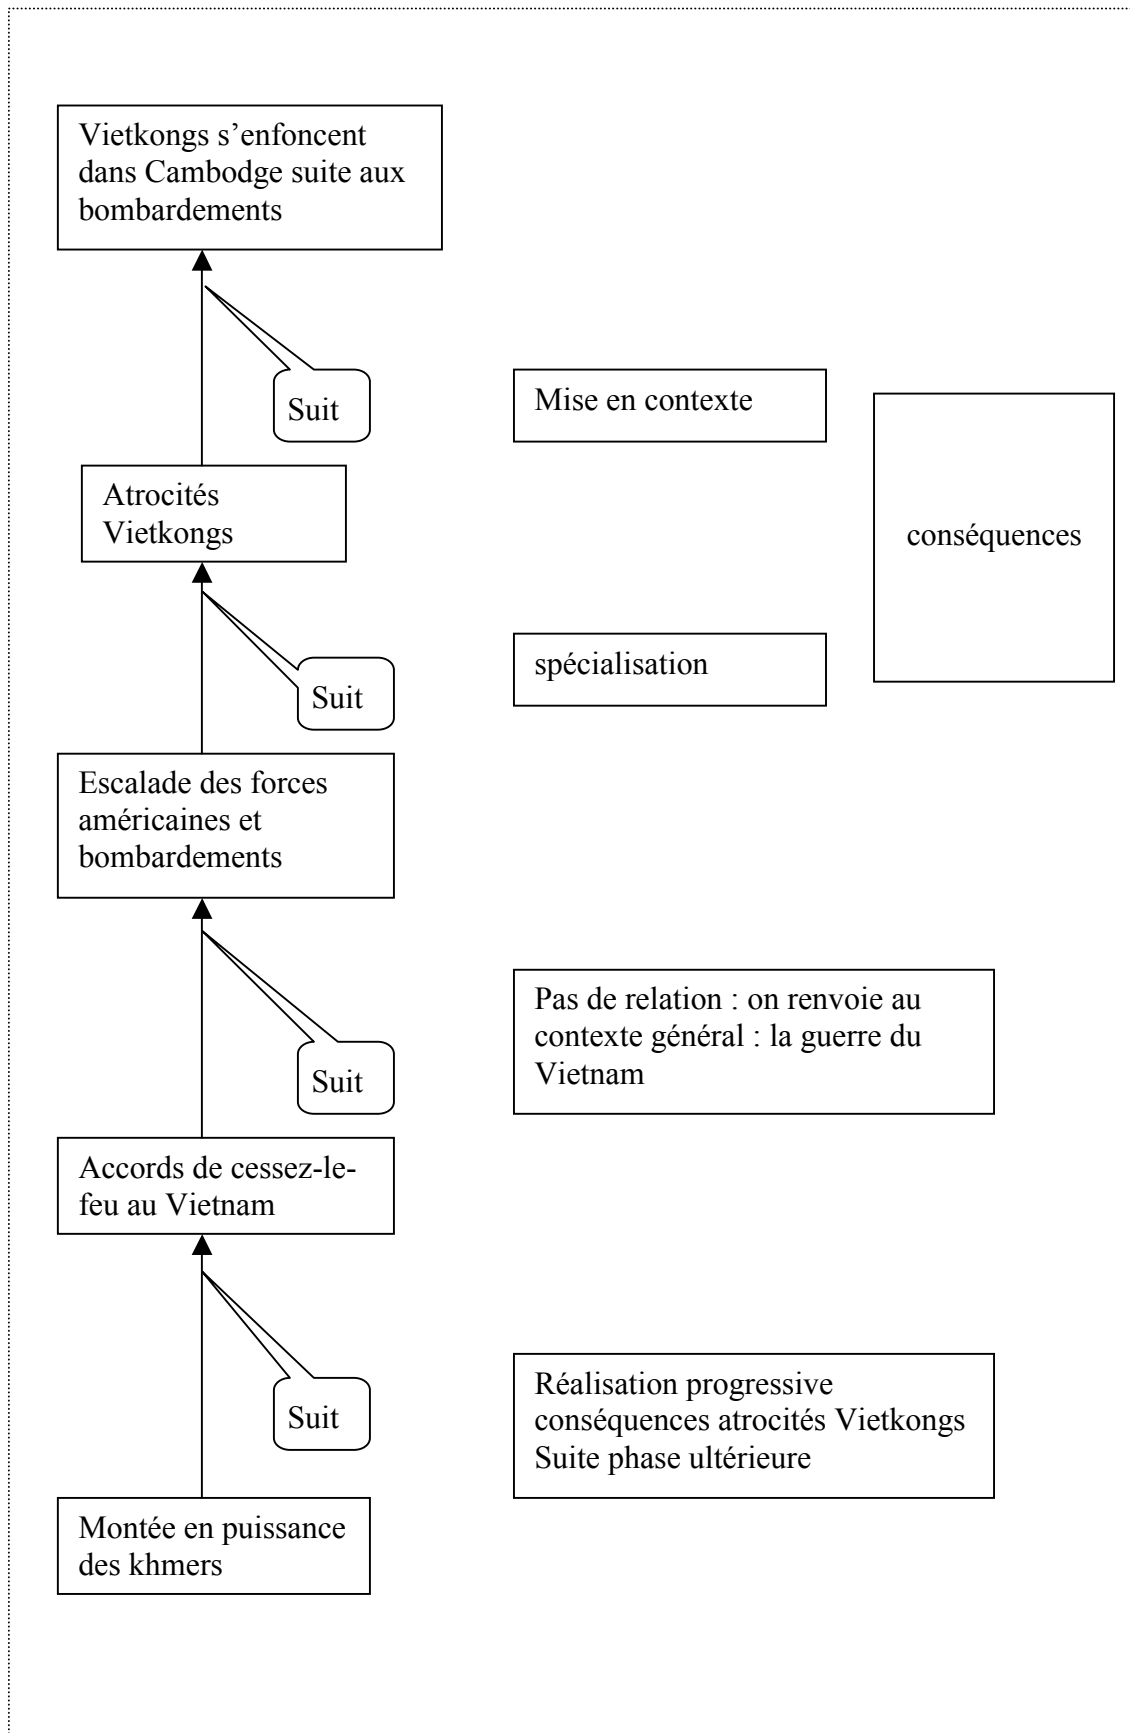 Vietkongs s’enfoncent
dans Cambodge suite aux
bombardements
Suit
Mise en contexte
conséquences
Atrocités
Vietkongs
Suit
spécialisation
Escalade des forces
américaines et
bombardements
Suit
Pas de relation : on renvoie au
contexte général : la guerre du
Vietnam
Accords de cessez-le-
feu au Vietnam
Suit
Réalisation progressive
conséquences atrocités Vietkongs
Suite phase ultérieure
Montée en puissance
des khmers